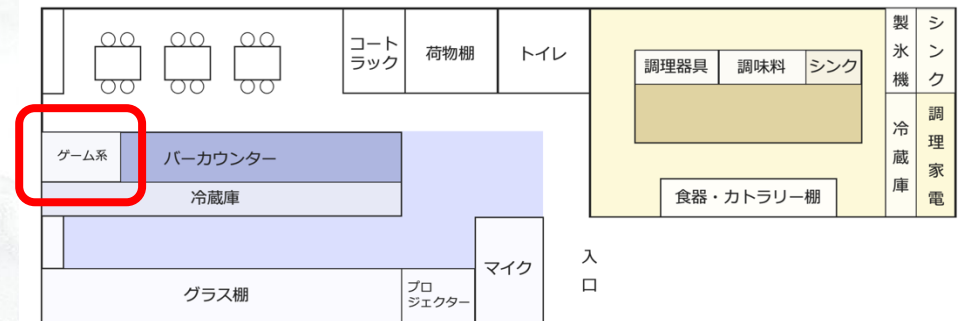 コート
ラック
荷物棚
トイレ
調理器具
調味料
シンク
製氷機
シンク
冷蔵庫
調理家電
ゲーム系
バーカウンター
冷蔵庫
食器・カトラリー棚
マイク
入口
グラス棚
プロ
ジェクター